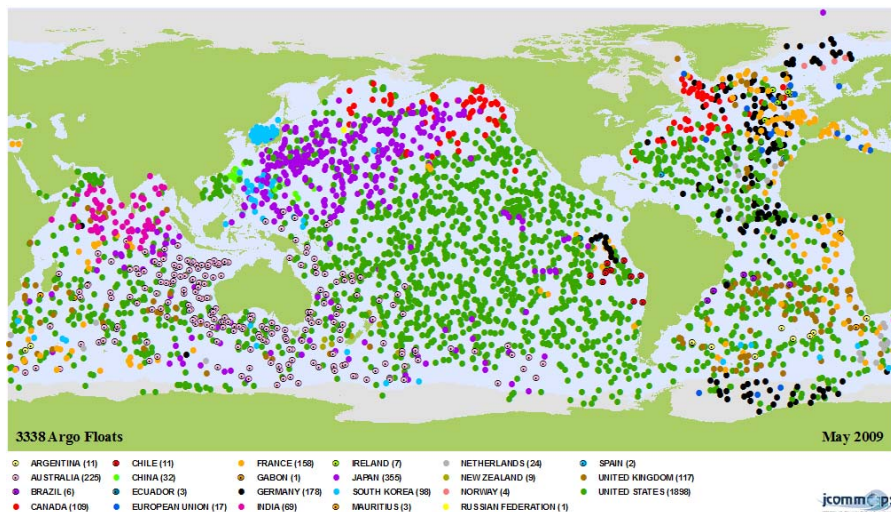 3338 Argo Floats
May 2009
ARGENTINA (11) CHILE (11) FRANCE (158) IRELAND (7) NETHERLANDS (24) SPAIN (2)
AUSTRALIA (225) CHINA (32) GABON (1) JAPAN (355) NEW ZEALAND (9) UNITED KINGDOM (117)
BRAZIL (6) ECUADOR (3) GERMANY (178) SOUTH KOREA (98) NORWAY (4) UNITED STATES (1898)
CANADA (109) EUROPEAN UNION (17) INDIA (69) MAURITIUS (3) RUSSIAN FEDERATION (1)
jcommops